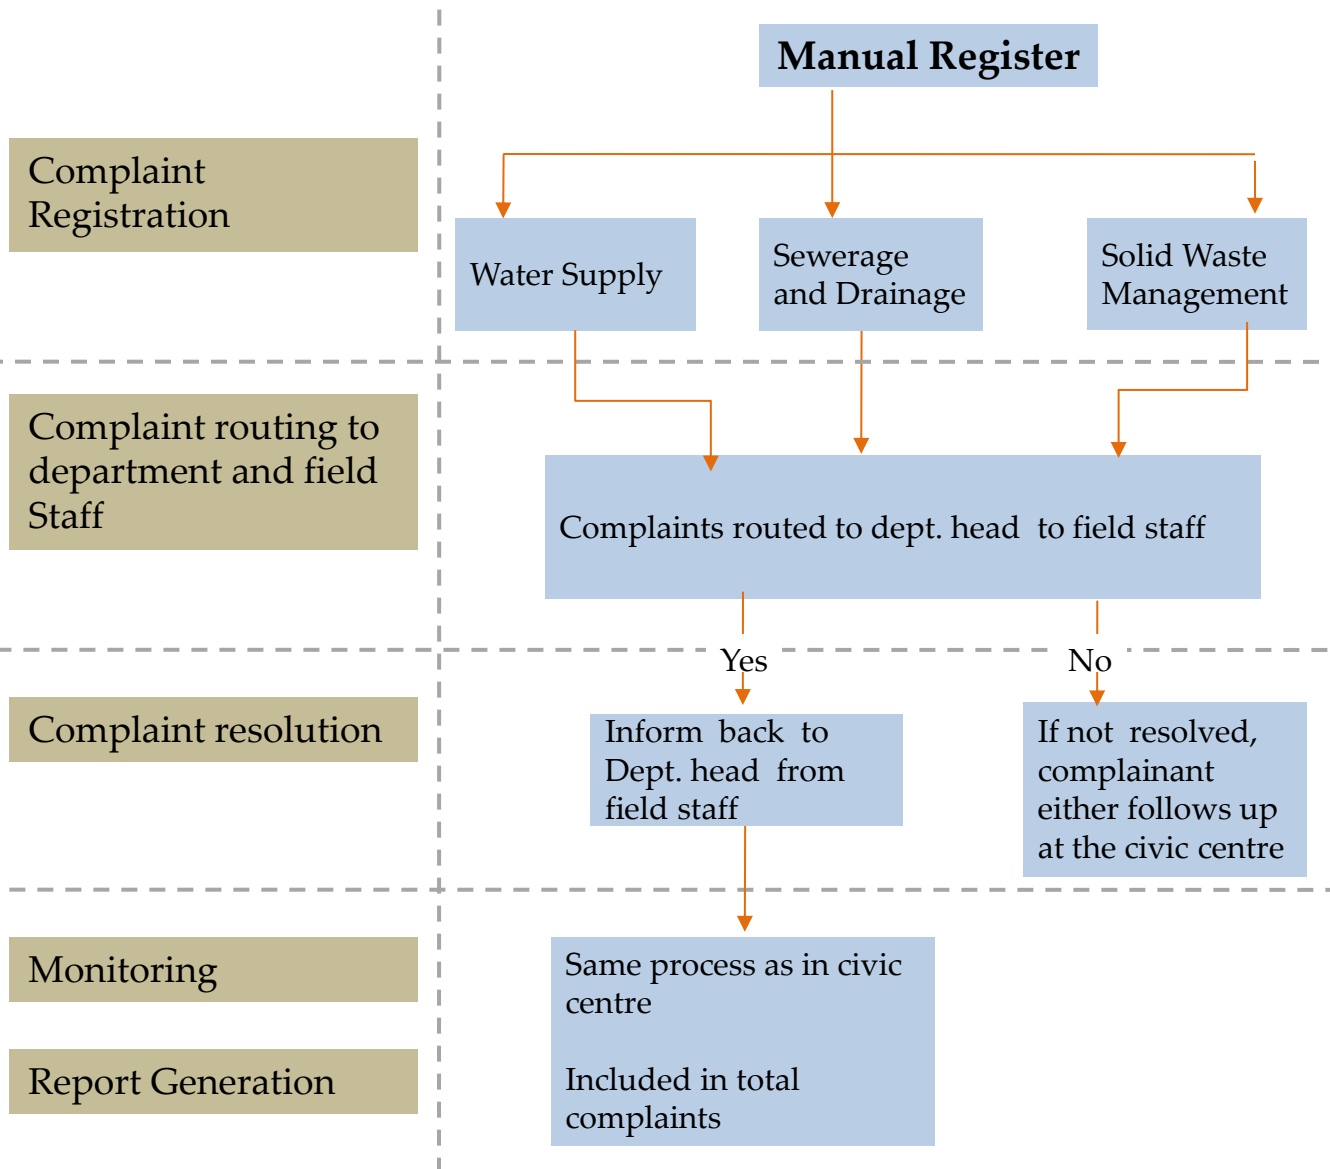 Manual Register
Complaint
Registration
Water Supply
Sewerage
and Drainage
Solid Waste
Management
Complaint routing to
department and field
Staff
Complaints routed to dept. head to field staff
Yes
No
Complaint resolution
Inform back to
Dept. head from
field staff
If not resolved,
complainant
either follows up
at the civic centre
Monitoring
Same process as in civic
centre
Report Generation
Included in total
complaints